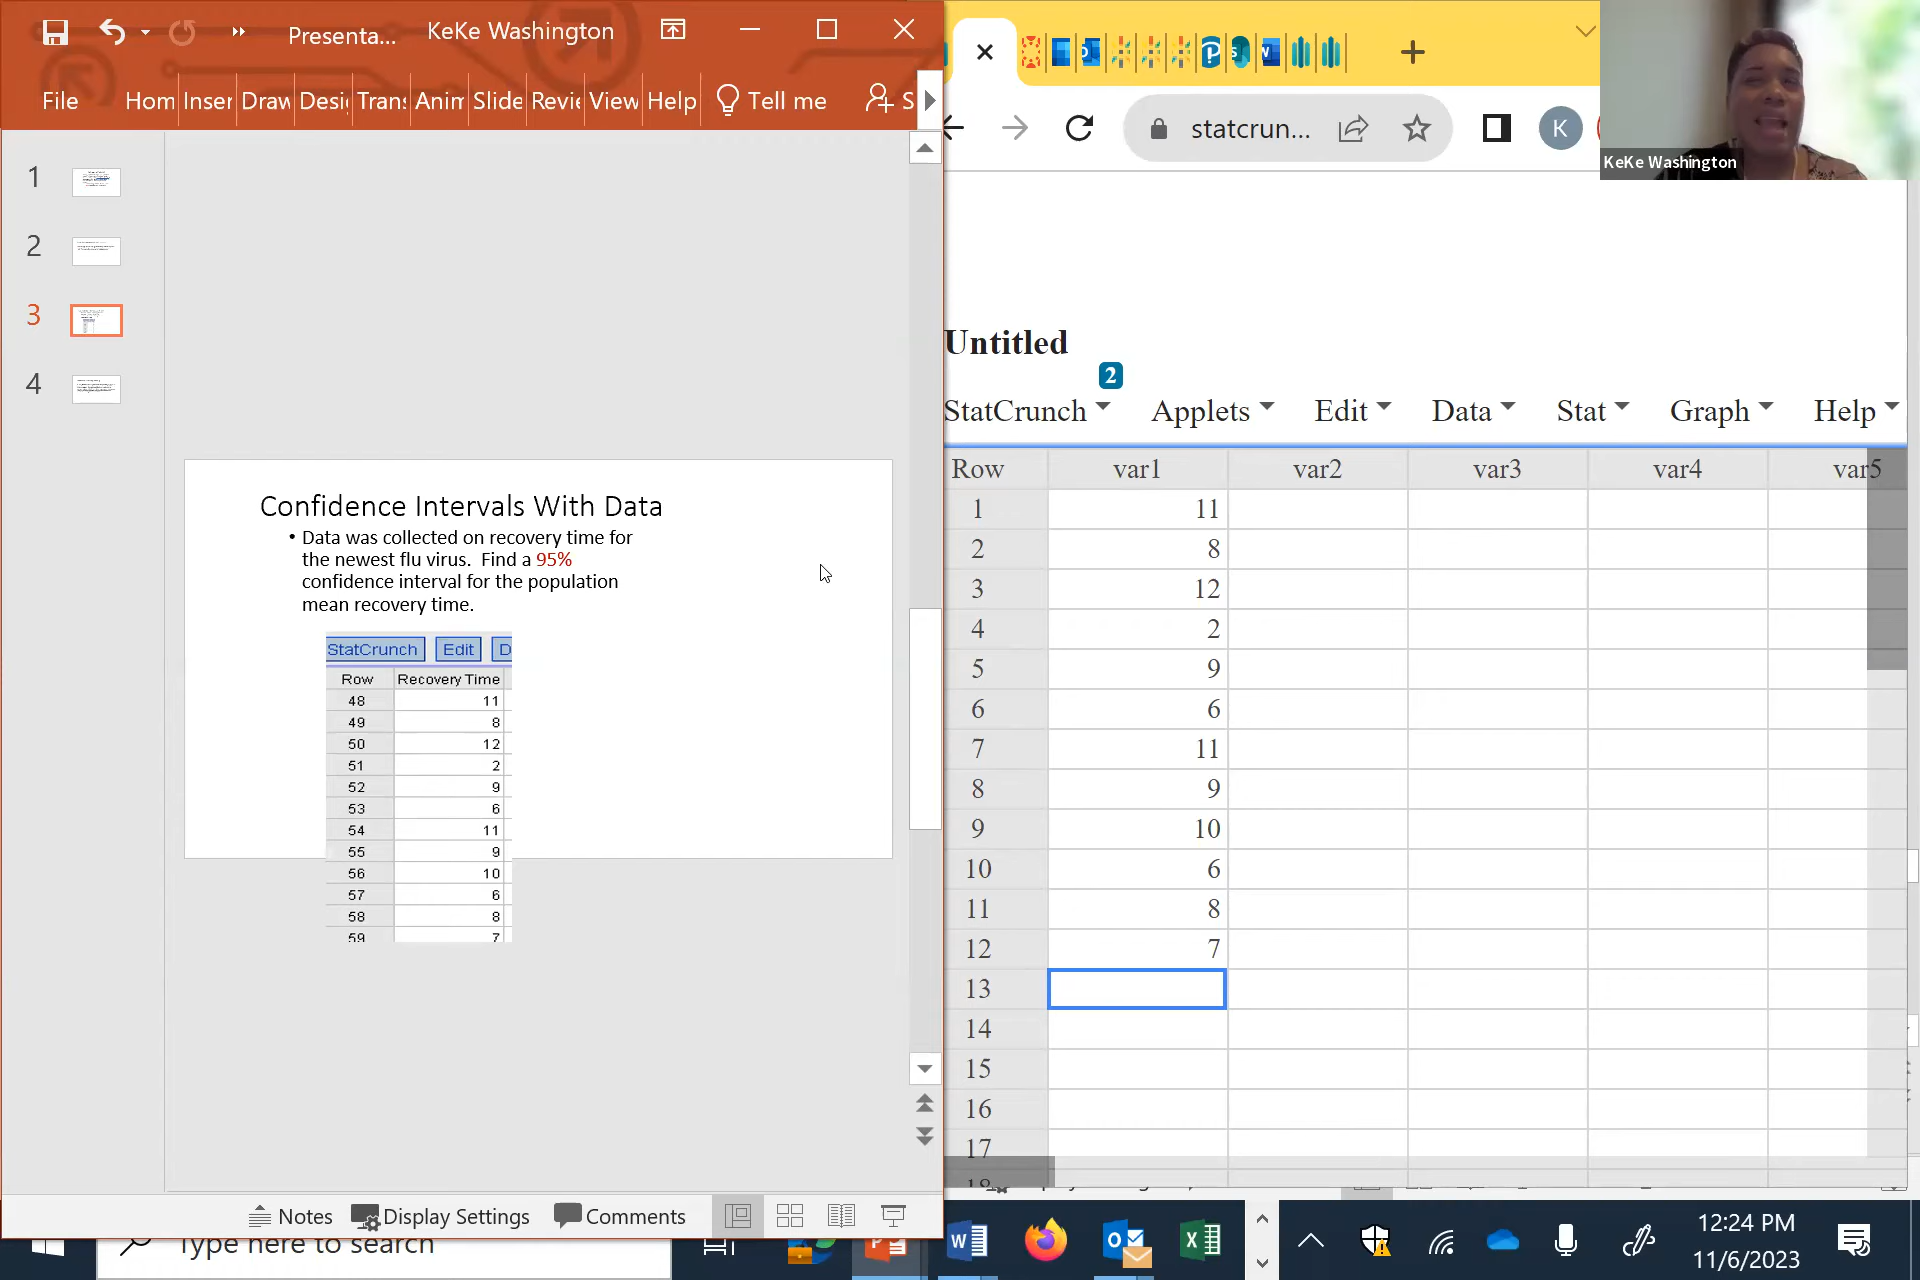 Presenta...
KeKe Washington
File
Hom
Inser
Draw
Desi
Trans
Anim
Slide
Revie
View
Help
Tell me
S
1
2
3
4
Confidence Intervals With Data
• Data was collected on recovery time for
the newest flu virus. Find a 95%
confidence interval for the population
mean recovery time.
StatCrunch Edit D
Row Recovery Time
48 11
49 8
50 12
51 2
52 9
53 6
54 11
55 9
56 10
57 6
58 8
59 7
Notes
Display Settings
Comments
statcrun...
K
KeKe Washington
Untitled
2
StatCrunch Applets Edit Data Stat Graph Help
Row var1 var2 var3 var4 var5
1 11
2 8
3 12
4 2
5 9
6 6
7 11
8 9
9 10
10 6
11 8
12 7
13
14
15
16
17
18
Type here to search
12:24 PM
11/6/2023